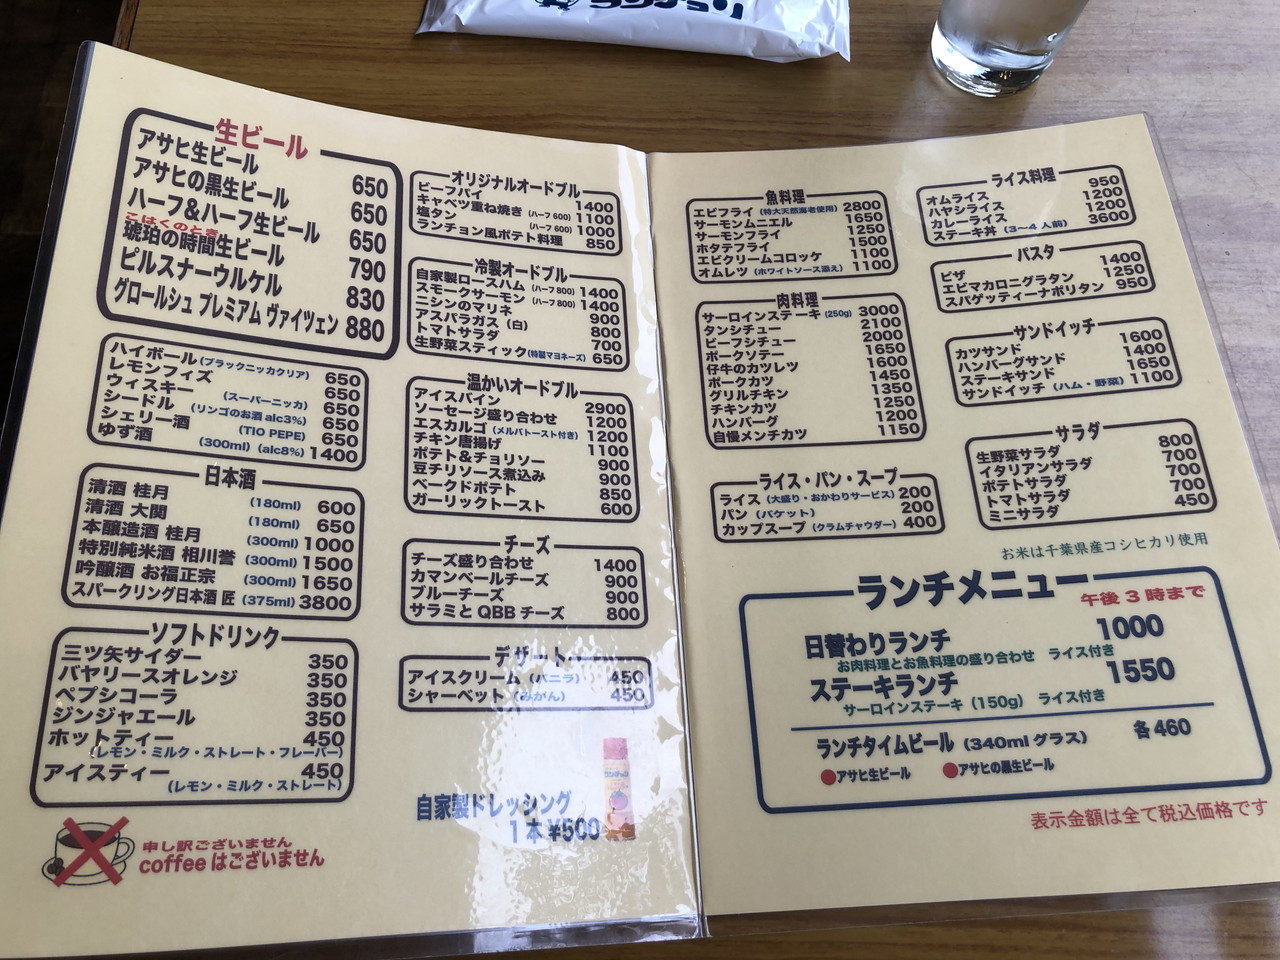 ランチョン
生ビール
アサヒ生ビール 650
アサヒの黒生ビール 650
ハーフ&ハーフ生ビール 650
こはくのとき
琥珀の時間生ビール 790
ピルスナーウルケル 830
グロールシュ プレミアム ヴァイツェン 880
ハイボール(ブラックニッカクリア) 650
レモンフィズ 650
ウィスキー (スーパーニッカ) 650
シードル (リンゴのお酒 alc3%) 650
シェリー酒 (TIO PEPE) 650
ゆず酒 (300ml) (alc8%) 1400
日本酒
清酒 桂月 (180ml) 600
清酒 大関 (180ml) 650
本醸造酒 桂月 (300ml) 1000
特別純米酒 相川誉 (300ml) 1500
吟醸酒 お福正宗 (300ml) 1650
スパークリング日本酒 匠 (375ml) 3800
ソフトドリンク
三ツ矢サイダー 350
バヤリースオレンジ 350
ペプシコーラ 350
ジンジャエール 350
ホットティー 450
(レモン・ミルク・ストレート・フレーバー)
アイスティー 450
(レモン・ミルク・ストレート)
申し訳ございません
coffee はございません
オリジナルオードブル
ビーフパイ 1400
キャベツ重ね焼き (ハーフ 600) 1100
塩タン (ハーフ 600) 1000
ランチョン風ポテト料理 850
冷製オードブル
自家製ロースハム (ハーフ 800) 1400
スモークサーモン (ハーフ 800) 1400
ニシンのマリネ 900
アスパラガス (白) 800
トマトサラダ 700
生野菜スティック(特製マヨネーズ) 650
温かいオードブル
アイスバイン 2900
ソーセージ盛り合わせ 1200
エスカルゴ (メルバトースト付き) 1200
チキン唐揚げ 1100
ポテト&チョリソー 900
豆チリソース煮込み 900
ベークドポテト 850
ガーリックトースト 600
チーズ
チーズ盛り合わせ 1400
カマンベールチーズ 900
ブルーチーズ 900
サラミと QBB チーズ 800
デザート
アイスクリーム (バニラ) 450
シャーベット (みかん) 450
自家製ドレッシング
1本 ¥500
魚料理
エビフライ (特大天然海老使用) 2800
サーモンムニエル 1650
サーモンフライ 1250
ホタテフライ 1500
エビクリームコロッケ 1100
オムレツ (ホワイトソース添え) 1100
肉料理
サーロインステーキ (250g) 3000
タンシチュー 2100
ビーフシチュー 2000
ポークソテー 1650
仔牛のカツレツ 1600
ポークカツ 1450
グリルチキン 1350
チキンカツ 1250
ハンバーグ 1200
自慢メンチカツ 1150
ライス・パン・スープ
ライス (大盛り・おかわりサービス) 200
パン (バケット) 200
カップスープ (クラムチャウダー) 400
ライス料理
オムライス 950
ハヤシライス 1200
カレーライス 1200
ステーキ丼 (3〜4 人前) 3600
パスタ
ピザ 1400
エビマカロニグラタン 1250
スパゲッティーナポリタン 950
サンドイッチ
カツサンド 1600
ハンバーグサンド 1400
ステーキサンド 1650
サンドイッチ (ハム・野菜) 1100
サラダ
生野菜サラダ 800
イタリアンサラダ 700
ポテトサラダ 700
トマトサラダ 700
ミニサラダ 450
お米は千葉県産コシヒカリ使用
ランチメニュー 午後 3 時まで
日替わりランチ 1000
お肉料理とお魚料理の盛り合わせ ライス付き
ステーキランチ 1550
サーロインステーキ (150g) ライス付き
ランチタイムビール (340ml グラス) 各 460
●アサヒ生ビール ●アサヒの黒生ビール
表示金額は全て税込価格です